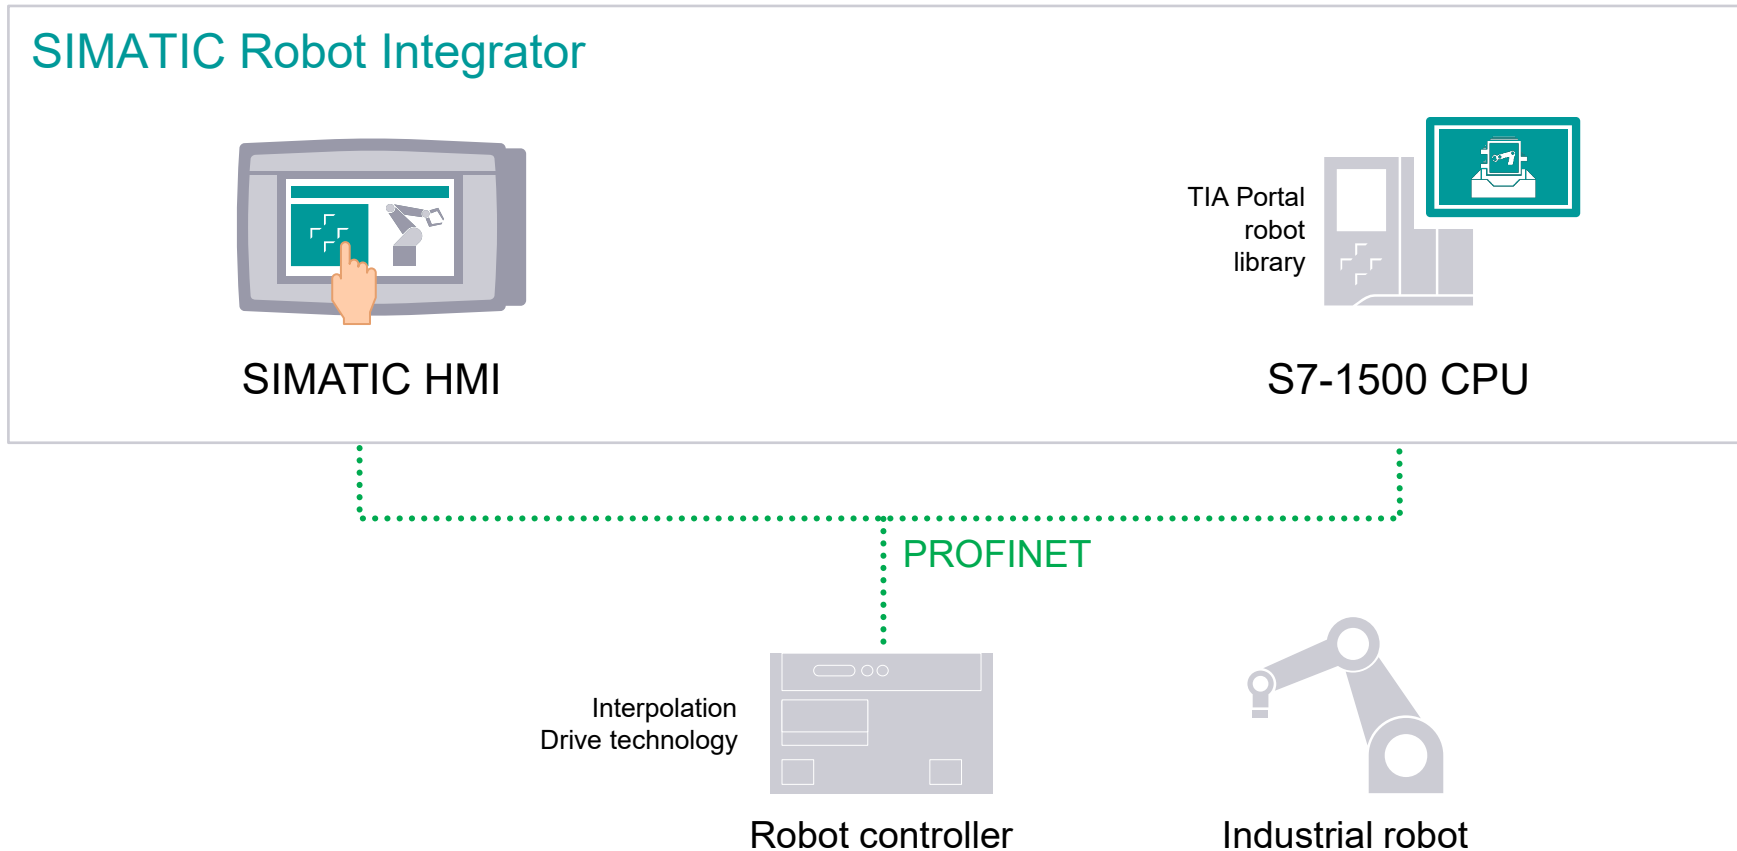 SIMATIC Robot Integrator
TIA Portal
robot
library
SIMATIC HMI
S7-1500 CPU
PROFINET
Interpolation
Drive technology
Robot controller
Industrial robot